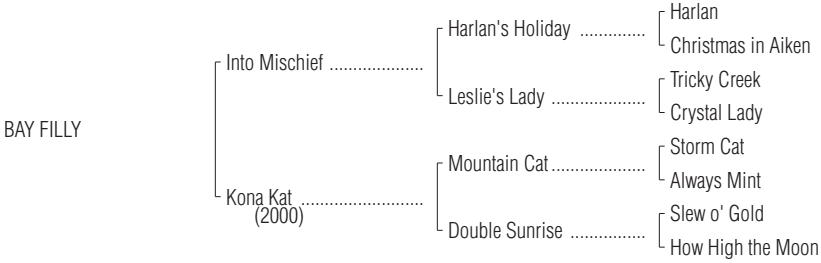 Harlan
Harlan's Holiday ..............
Christmas in Aiken
Into Mischief ....................
Tricky Creek
Leslie's Lady ....................
Crystal Lady
BAY FILLY
Storm Cat
Mountain Cat....................
Always Mint
Kona Kat ..........................
(2000)
Slew o' Gold
Double Sunrise ................
How High the Moon